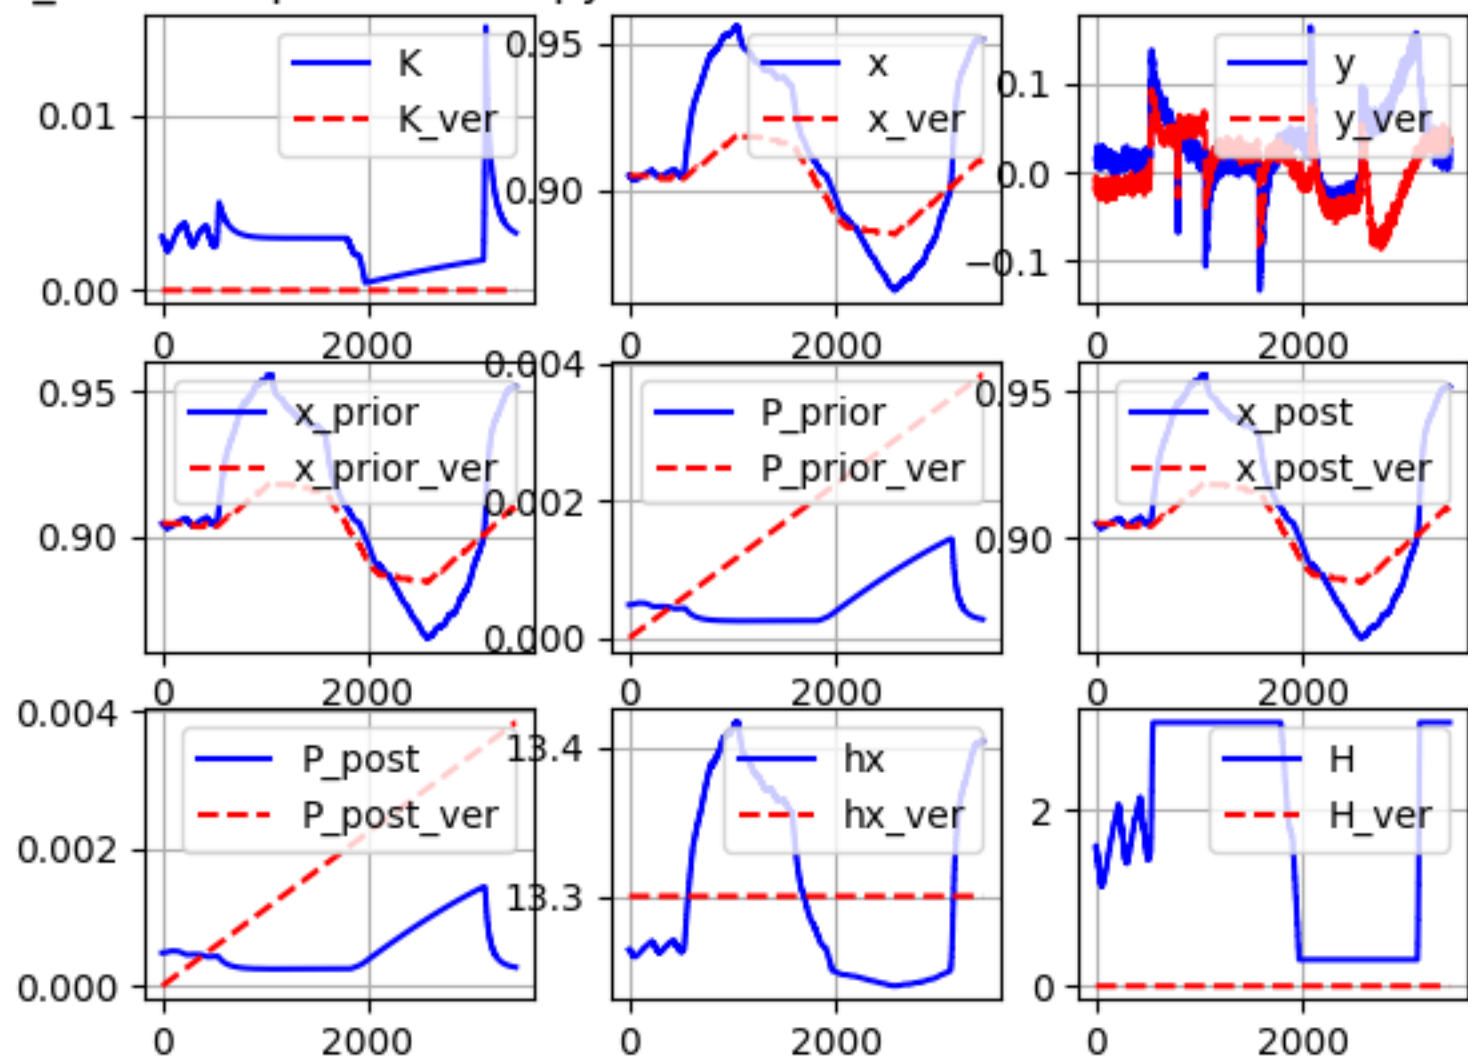 0.01
0.00
0
2000
K
K_ver
0.95
0.90
0
2000
x
x_ver
0.1
0.0
−0.1
0
2000
y
y_ver
0.95
0.90
0
2000
x_prior
x_prior_ver
0.004
0.002
0.000
0
2000
P_prior
P_prior_ver
0.95
0.90
0
2000
x_post
x_post_ver
0.004
0.002
0.000
0
2000
P_post
P_post_ver
13.4
13.3
0
2000
hx
hx_ver
2
0
0
2000
H
H_ver